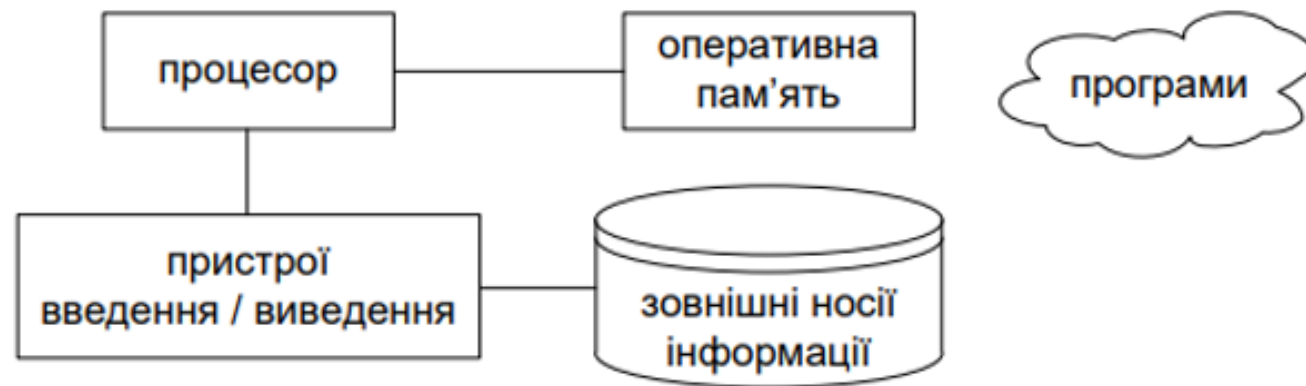 процесор
оперативна
пам’ять
програми
пристрої
введення / виведення
зовнішні носії
інформації